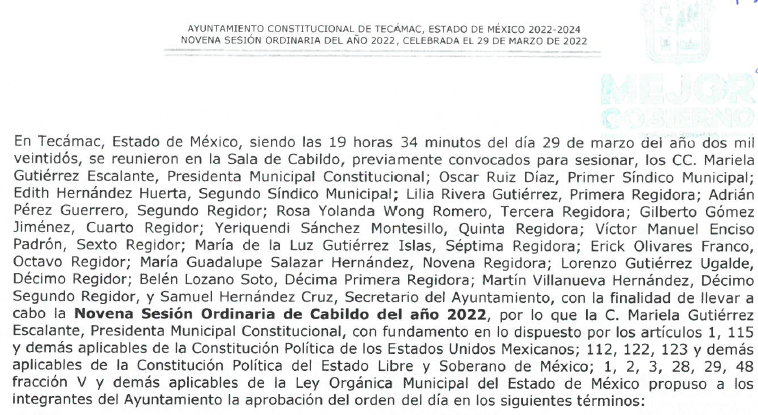 AYUNTAMIENTO CONSTITUCIONAL DE TECÁMAC, ESTADO DE MÉXICO 2022-2024
NOVENA SESIÓN ORDINARIA DEL AÑO 2022, CELEBRADA EL 29 DE MARZO DE 2022
MEJOR
GOBIERNO
En Tecámac, Estado de México, siendo las 19 horas 34 minutos del día 29 de marzo del año dos mil
veintidós, se reunieron en la Sala de Cabildo, previamente convocados para sesionar, los CC. Mariela
Gutiérrez Escalante, Presidenta Municipal Constitucional; Oscar Ruiz Díaz, Primer Síndico Municipal;
Edith Hernández Huerta, Segundo Síndico Municipal; Lilia Rivera Gutiérrez, Primera Regidora; Adrián
Pérez Guerrero, Segundo Regidor; Rosa Yolanda Wong Romero, Tercera Regidora; Gilberto Gómez
Jiménez, Cuarto Regidor; Yeriquendi Sánchez Montesillo, Quinta Regidora; Víctor Manuel Enciso
Padrón, Sexto Regidor; María de la Luz Gutiérrez Islas, Séptima Regidora; Erick Olivares Franco,
Octavo Regidor; María Guadalupe Salazar Hernández, Novena Regidora; Lorenzo Gutiérrez Ugalde,
Décimo Regidor; Belén Lozano Soto, Décima Primera Regidora; Martín Villanueva Hernández, Décimo
Segundo Regidor, y Samuel Hernández Cruz, Secretario del Ayuntamiento, con la finalidad de llevar a
cabo la Novena Sesión Ordinaria de Cabildo del año 2022, por lo que la C. Mariela Gutiérrez
Escalante, Presidenta Municipal Constitucional, con fundamento en lo dispuesto por los artículos 1, 115
y demás aplicables de la Constitución Política de los Estados Unidos Mexicanos; 112, 122, 123 y demás
aplicables de la Constitución Política del Estado Libre y Soberano de México; 1, 2, 3, 28, 29, 48
fracción V y demás aplicables de la Ley Orgánica Municipal del Estado de México propuso a los
integrantes del Ayuntamiento la aprobación del orden del día en los siguientes términos: